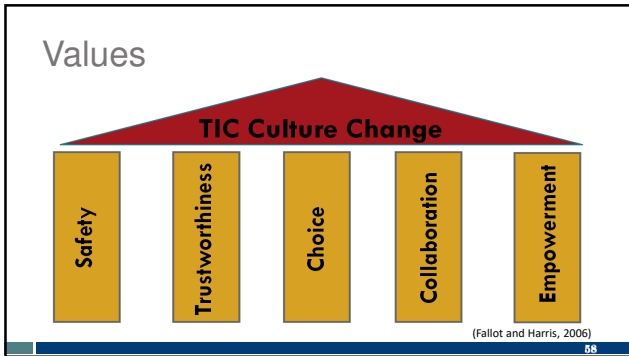 Values
TIC Culture Change
Safety
Trustworthiness
Choice
Collaboration
Empowerment
(Fallot and Harris, 2006)
58